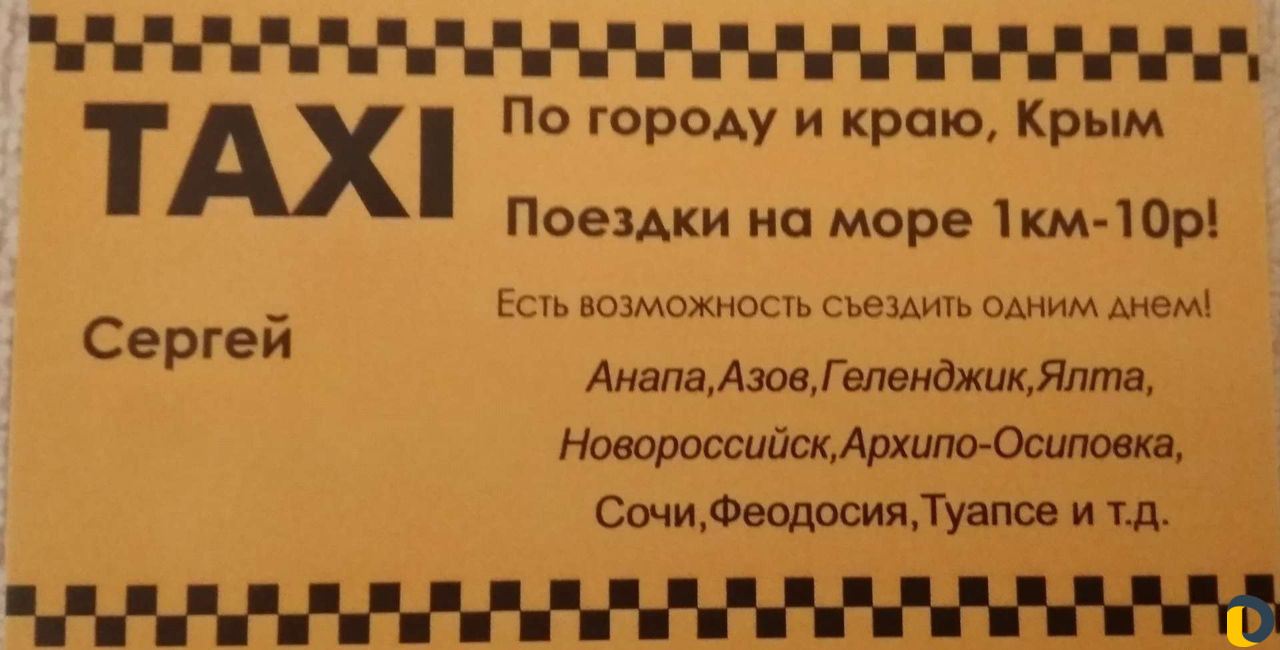 TAXI
По городу и краю, Крым
Поездки на море 1км-10р!
Есть возможность съездить одним днем!
Сергей
Анапа,Азов,Геленджик,Ялта,
Новороссийск,Архипо-Осиповка,
Сочи,Феодосия,Туапсе и т.д.